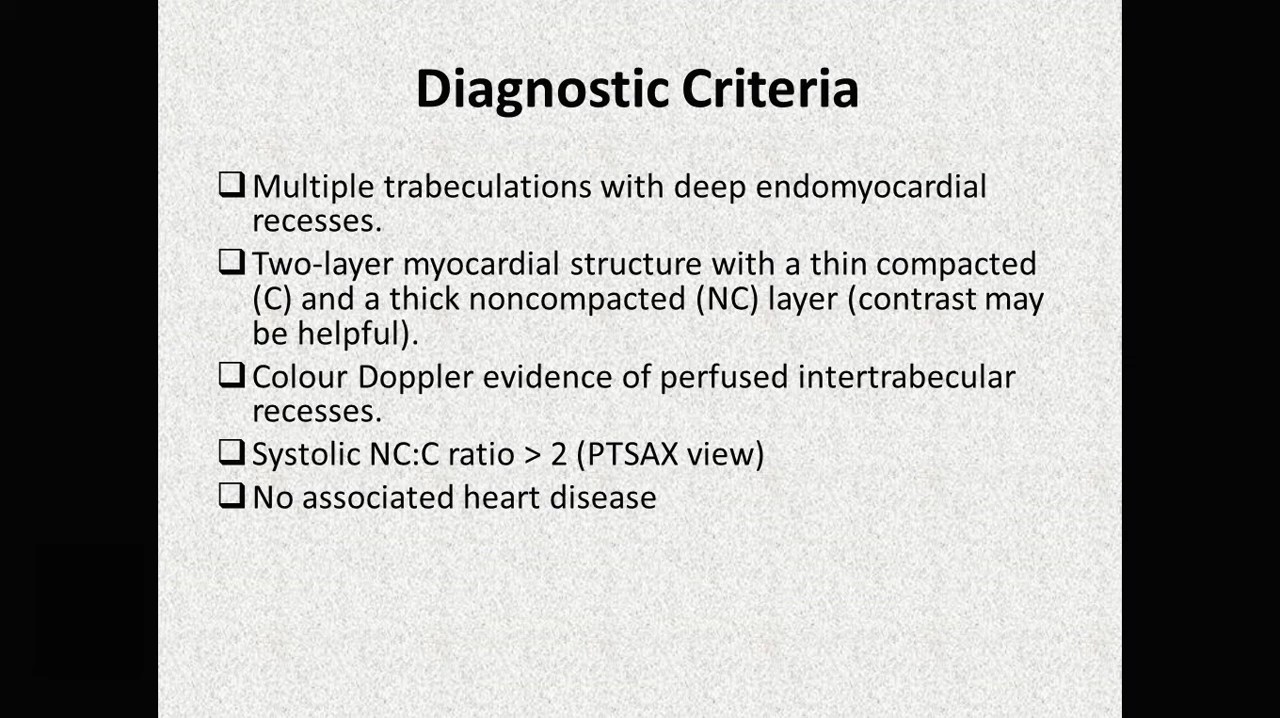 Diagnostic Criteria
Multiple trabeculations with deep endomyocardial
recesses.
Two-layer myocardial structure with a thin compacted
(C) and a thick noncompacted (NC) layer (contrast may
be helpful).
Colour Doppler evidence of perfused intertrabecular
recesses.
Systolic NC:C ratio > 2 (PTSAX view)
No associated heart disease